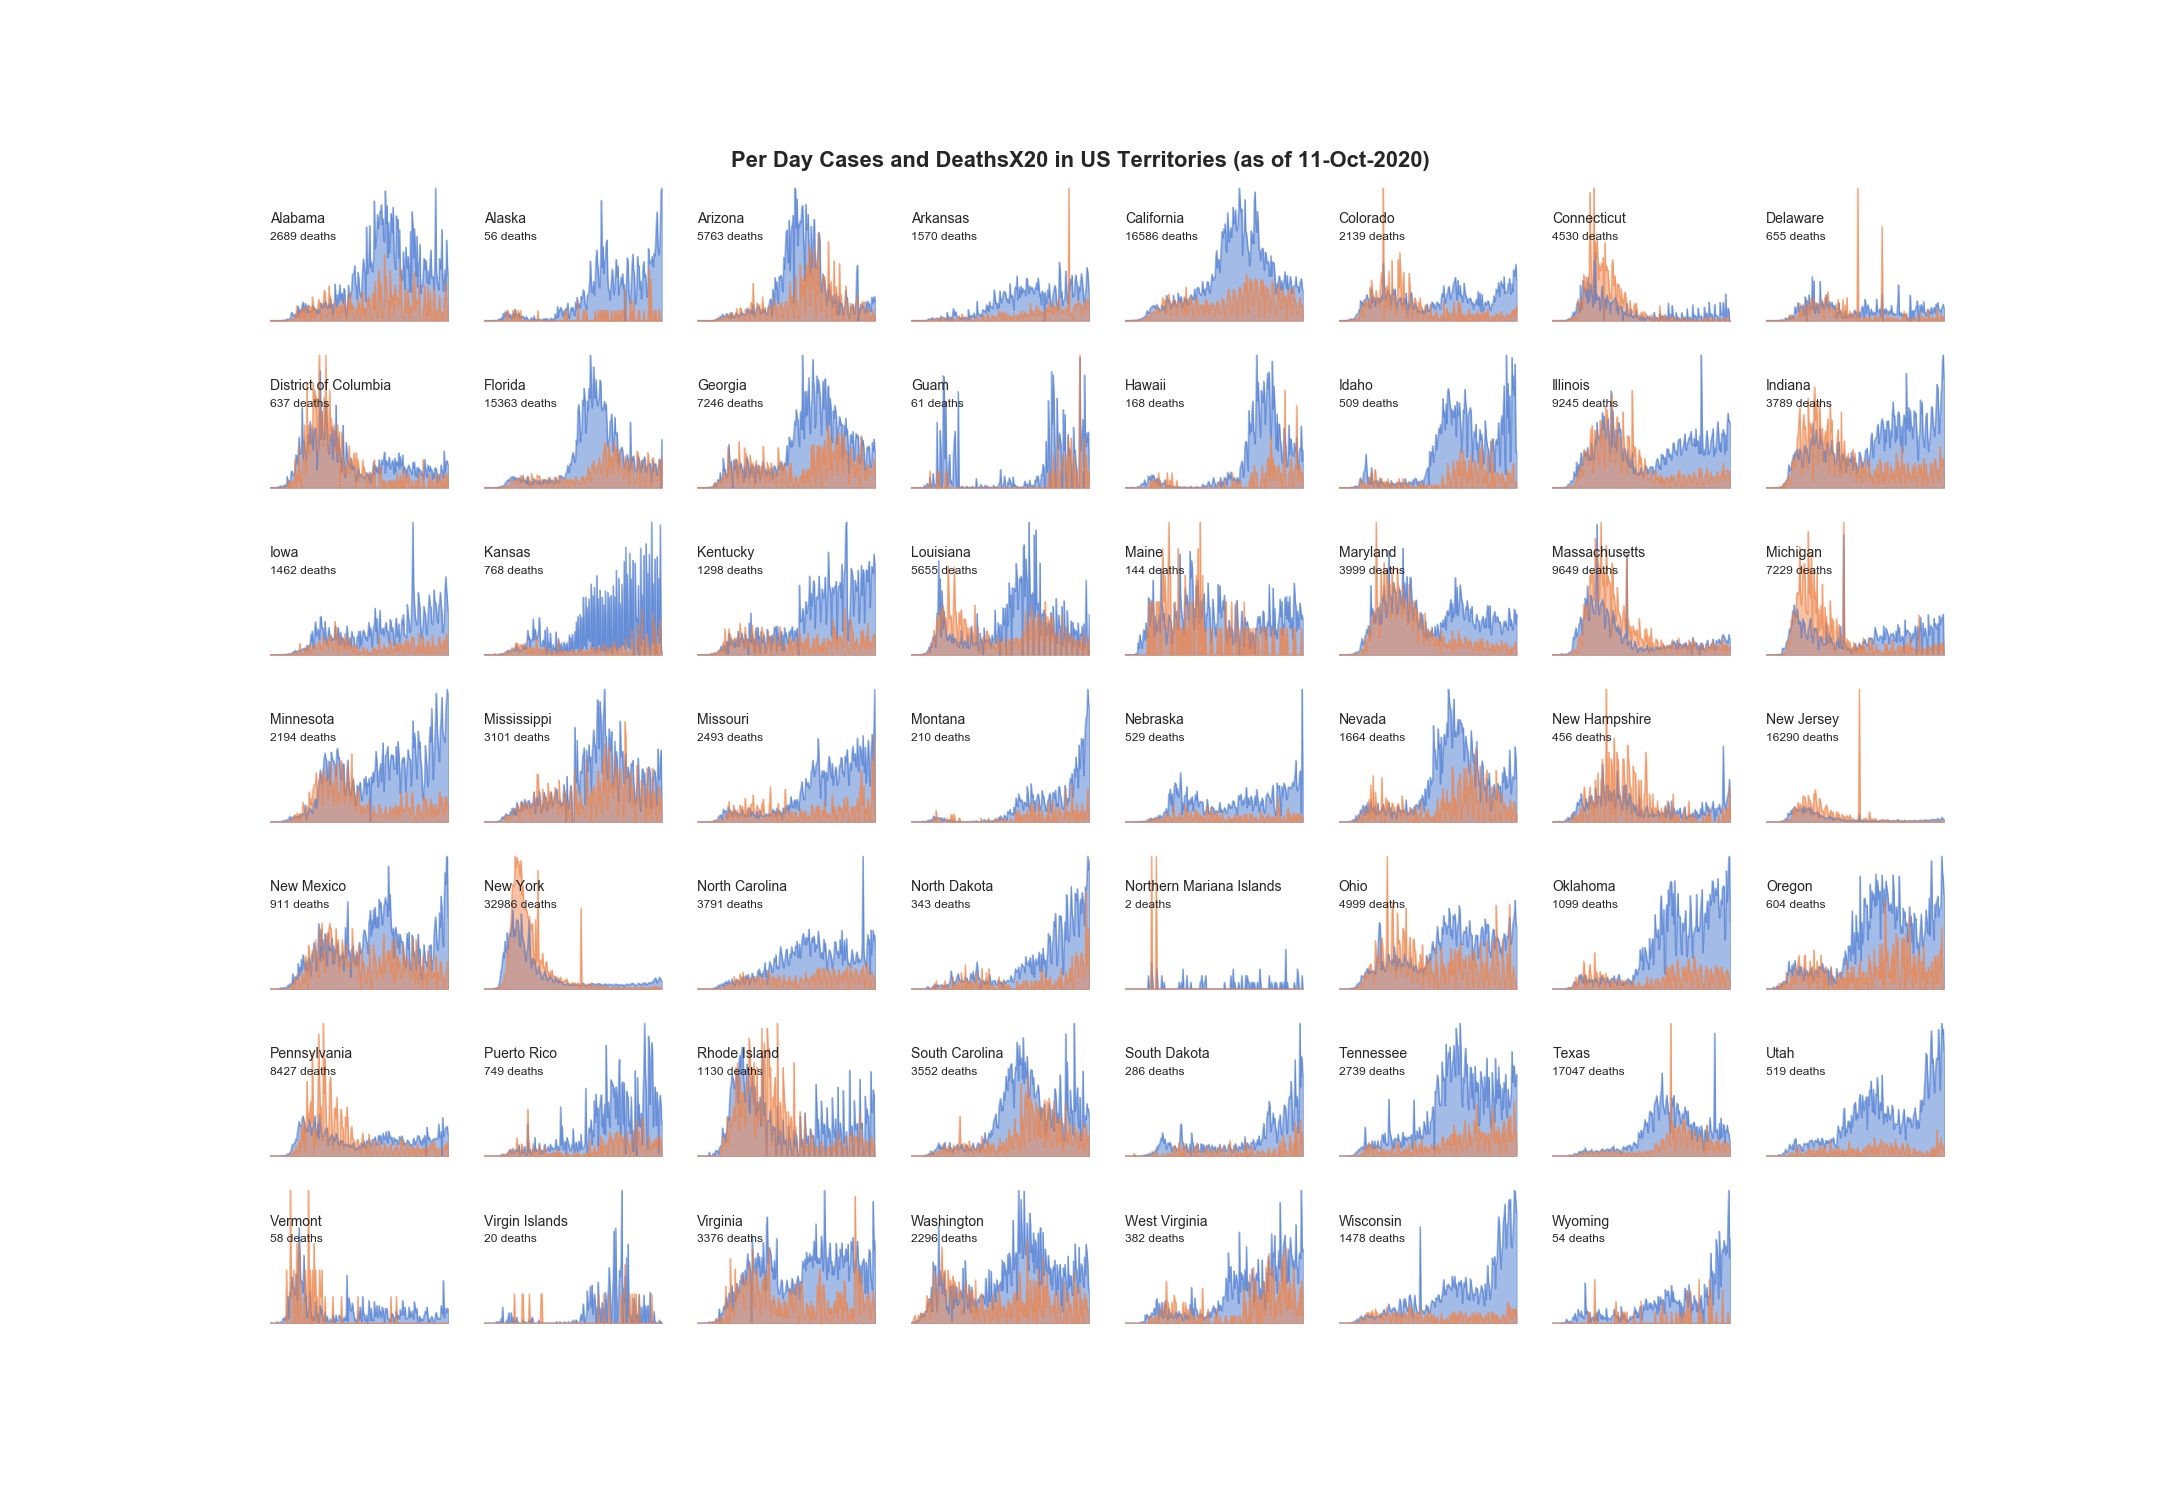 Per Day Cases and DeathsX20 in US Territories (as of 11-Oct-2020)
Alabama
2689 deaths
Alaska
56 deaths
Arizona
5763 deaths
Arkansas
1570 deaths
California
16586 deaths
Colorado
2139 deaths
Connecticut
4530 deaths
Delaware
655 deaths
District of Columbia
637 deaths
Florida
15363 deaths
Georgia
7246 deaths
Guam
61 deaths
Hawaii
168 deaths
Idaho
509 deaths
Illinois
9245 deaths
Indiana
3789 deaths
Iowa
1462 deaths
Kansas
768 deaths
Kentucky
1298 deaths
Louisiana
5655 deaths
Maine
144 deaths
Maryland
3999 deaths
Massachusetts
9649 deaths
Michigan
7229 deaths
Minnesota
2194 deaths
Mississippi
3101 deaths
Missouri
2493 deaths
Montana
210 deaths
Nebraska
529 deaths
Nevada
1664 deaths
New Hampshire
456 deaths
New Jersey
16290 deaths
New Mexico
911 deaths
New York
32986 deaths
North Carolina
3791 deaths
North Dakota
343 deaths
Northern Mariana Islands
2 deaths
Ohio
4999 deaths
Oklahoma
1099 deaths
Oregon
604 deaths
Pennsylvania
8427 deaths
Puerto Rico
749 deaths
Rhode Island
1130 deaths
South Carolina
3552 deaths
South Dakota
286 deaths
Tennessee
2739 deaths
Texas
17047 deaths
Utah
519 deaths
Vermont
58 deaths
Virgin Islands
20 deaths
Virginia
3376 deaths
Washington
2296 deaths
West Virginia
382 deaths
Wisconsin
1478 deaths
Wyoming
54 deaths